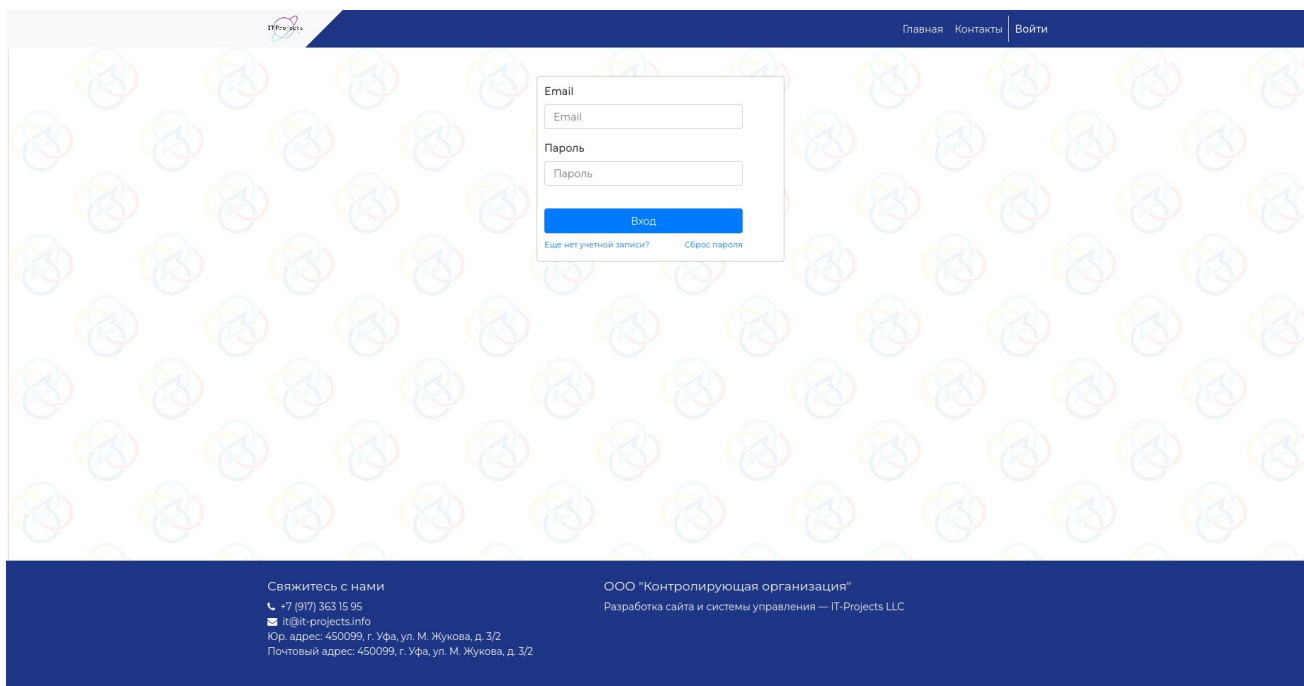 IT Projects
Главная Контакты Войти
Email
Email
Пароль
Пароль
Вход
Еще нет учетной записи? Сброс пароля
Свяжитесь с нами
+7 (917) 363 15 95
it@it-projects.info
Юр. адрес: 450099, г. Уфа, ул. М. Жукова, д. 3/2
Почтовый адрес: 450099, г. Уфа, ул. М. Жукова, д. 3/2
ООО "Контролирующая организация"
Разработка сайта и системы управления — IT-Projects LLC